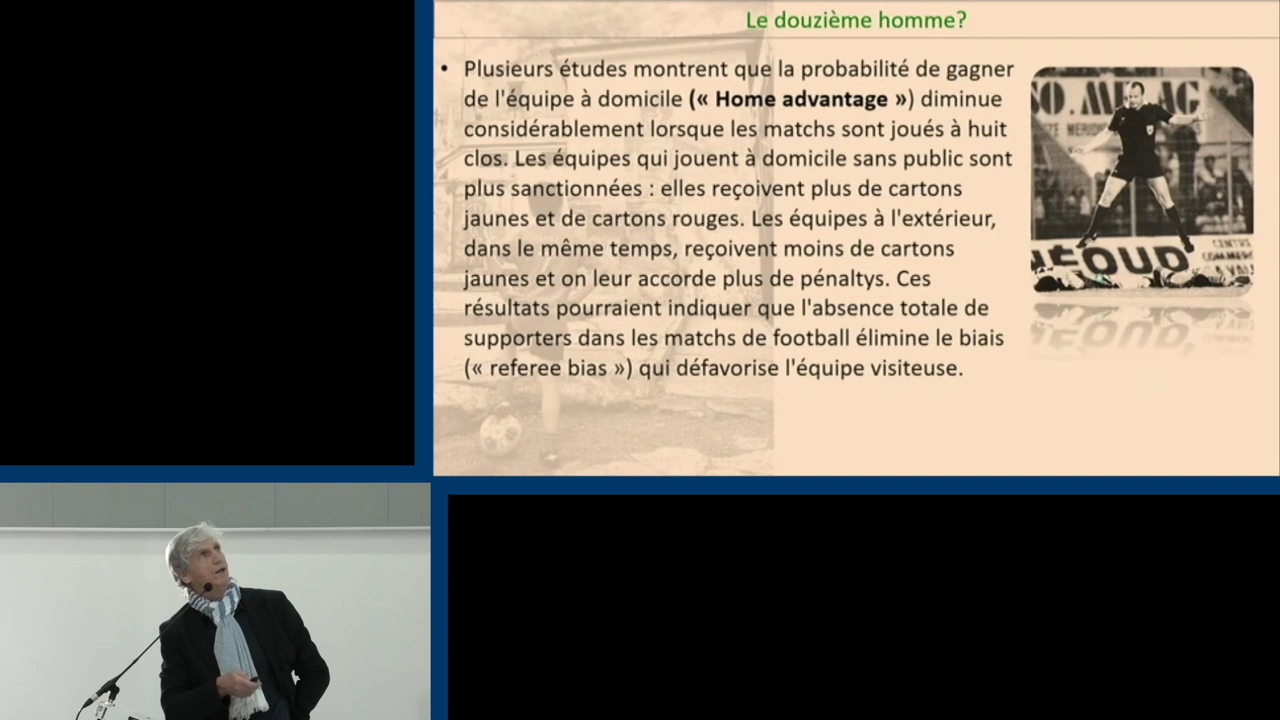 Le douzième homme?
• Plusieurs études montrent que la probabilité de gagner
de l'équipe à domicile (« Home advantage ») diminue
considérablement lorsque les matchs sont joués à huit
clos. Les équipes qui jouent à domicile sans public sont
plus sanctionnées : elles reçoivent plus de cartons
jaunes et de cartons rouges. Les équipes à l'extérieur,
dans le même temps, reçoivent moins de cartons
jaunes et on leur accorde plus de pénaltys. Ces
résultats pourraient indiquer que l'absence totale de
supporters dans les matchs de football élimine le biais
(« referee bias ») qui défavorise l'équipe visiteuse.